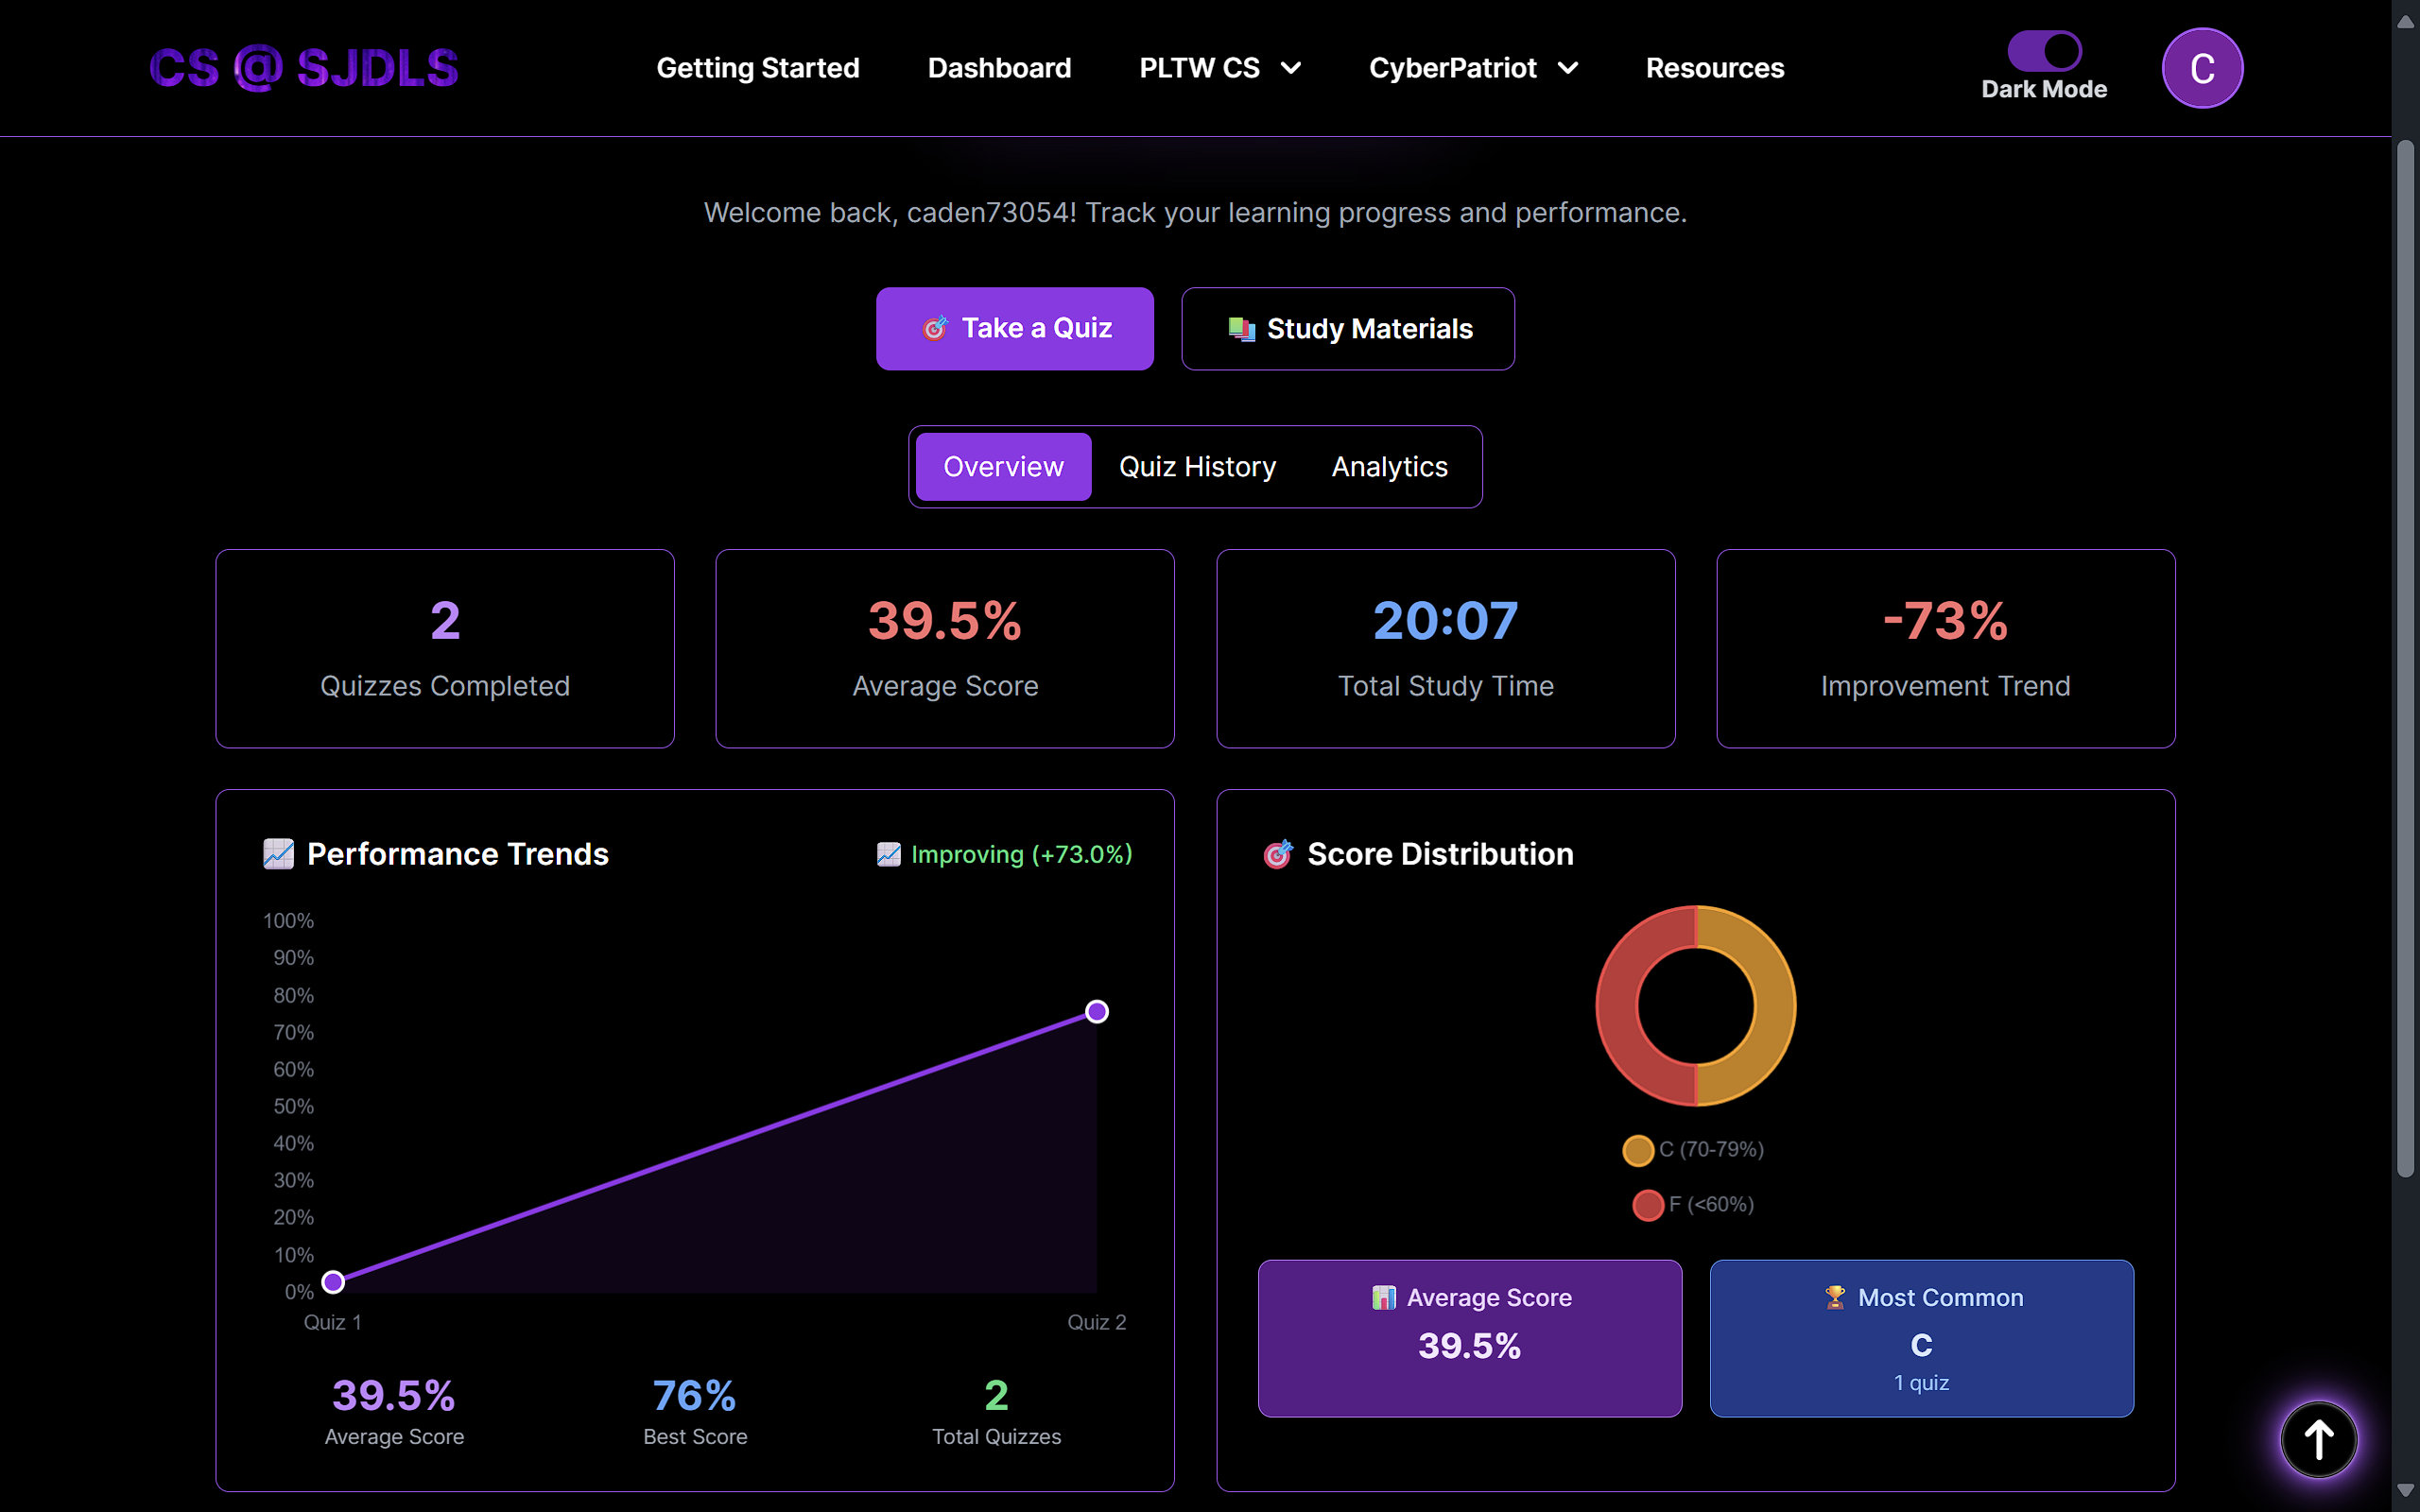 CS @ SJDLS
Getting Started
Dashboard
PLTW CS
CyberPatriot
Resources
Dark Mode
C
Welcome back, caden73054! Track your learning progress and performance.
Take a Quiz
Study Materials
Overview
Quiz History
Analytics
2
Quizzes Completed
39.5%
Average Score
20:07
Total Study Time
-73%
Improvement Trend
Performance Trends
Improving (+73.0%)
100%
90%
80%
70%
60%
50%
40%
30%
20%
10%
0%
Quiz 1
Quiz 2
39.5%
Average Score
76%
Best Score
2
Total Quizzes
Score Distribution
C (70-79%)
F (<60%)
Average Score
39.5%
Most Common
C
1 quiz